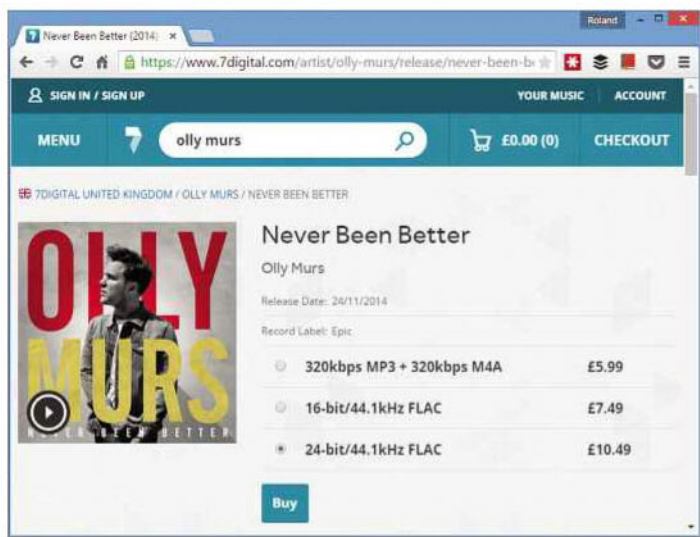 Roland
Never Been Better (2014)
https://www.7digital.com/artist/olly-murs/release/never-been-b
SIGN IN / SIGN UP
YOUR MUSIC
ACCOUNT
MENU
7
olly murs
£0.00 (0)
CHECKOUT
7DIGITAL UNITED KINGDOM / OLLY MURS / NEVER BEEN BETTER
OLLY
MURS
NEVER BEEN BETTER
Never Been Better
Olly Murs
Release Date: 24/11/2014
Record Label: Epic
320kbps MP3 + 320kbps M4A £5.99
16-bit/44.1kHz FLAC £7.49
24-bit/44.1kHz FLAC £10.49
Buy